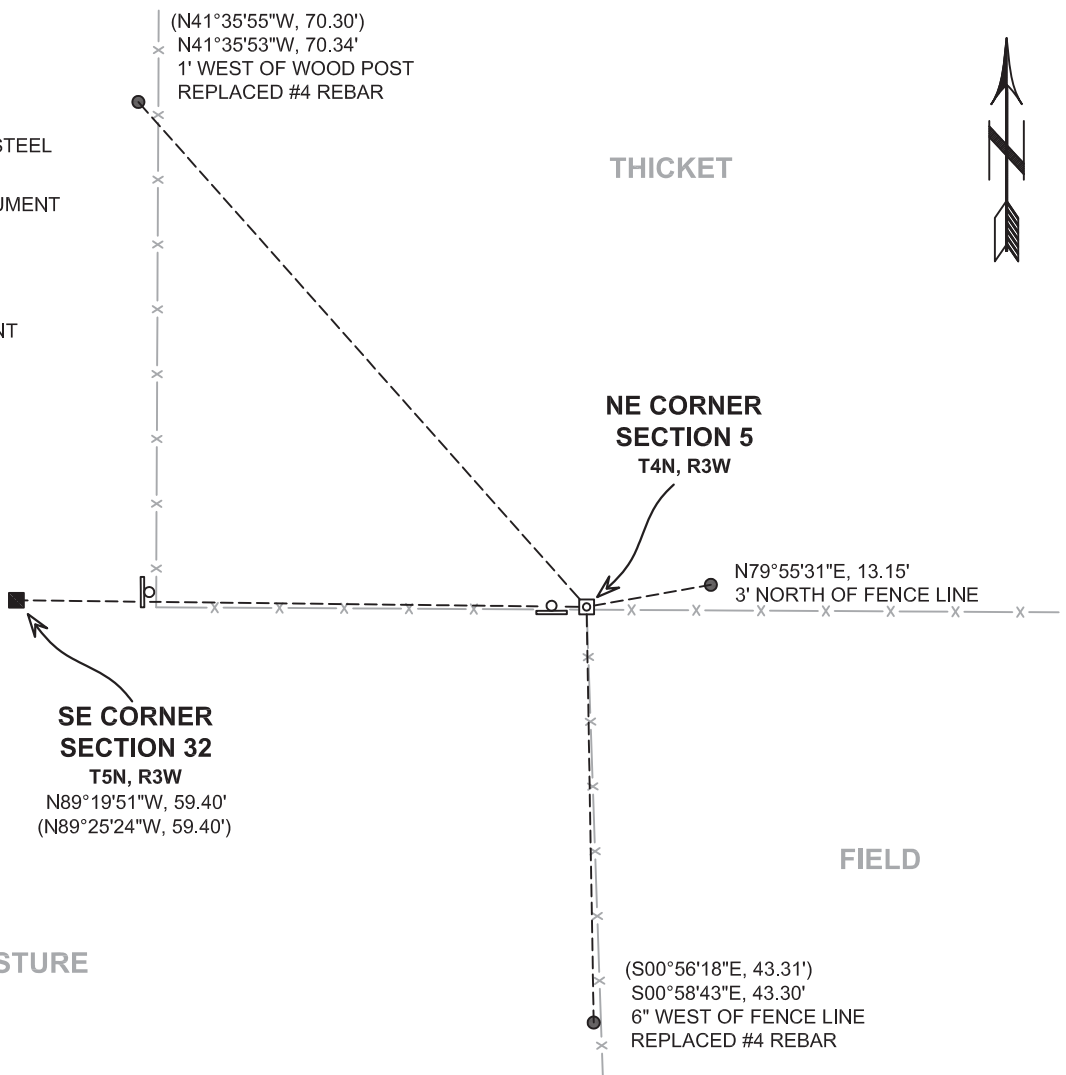 (N41°35'55"W, 70.30')
N41°35'53"W, 70.34'
1' WEST OF WOOD POST
REPLACED #4 REBAR
THICKET
N
NE CORNER
SECTION 5
T4N, R3W
N79°55'31"E, 13.15'
3' NORTH OF FENCE LINE
SE CORNER
SECTION 32
T5N, R3W
N89°19'51"W, 59.40'
(N89°25'24"W, 59.40')
FIELD
(S00°56'18"E, 43.31')
S00°58'43"E, 43.30'
6" WEST OF FENCE LINE
REPLACED #4 REBAR